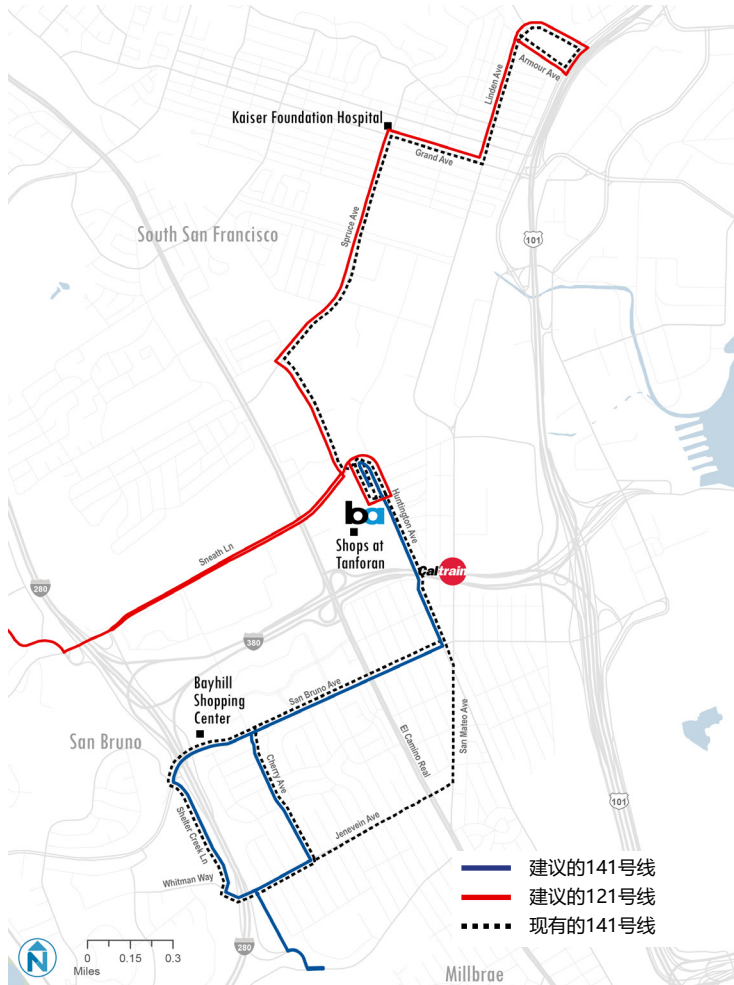 Linden Ave
Armour Ave
Kaiser Foundation Hospital
Grand Ave
Spruce Ave
South San Francisco
101
ba
Huntington Ave
Shops at
Tanforan
Caltrain
Sneath Ln
280
380
Bayhill
Shopping
Center
San Bruno Ave
San Bruno
Cherry Ave
El Camino Real
San Mateo Ave
Shelter Creek Ln
Jenevein Ave
101
Whitman Way
建议的141号线
建议的121号线
现有的141号线
N
0 0.15 0.3
Miles
280
Millbrae